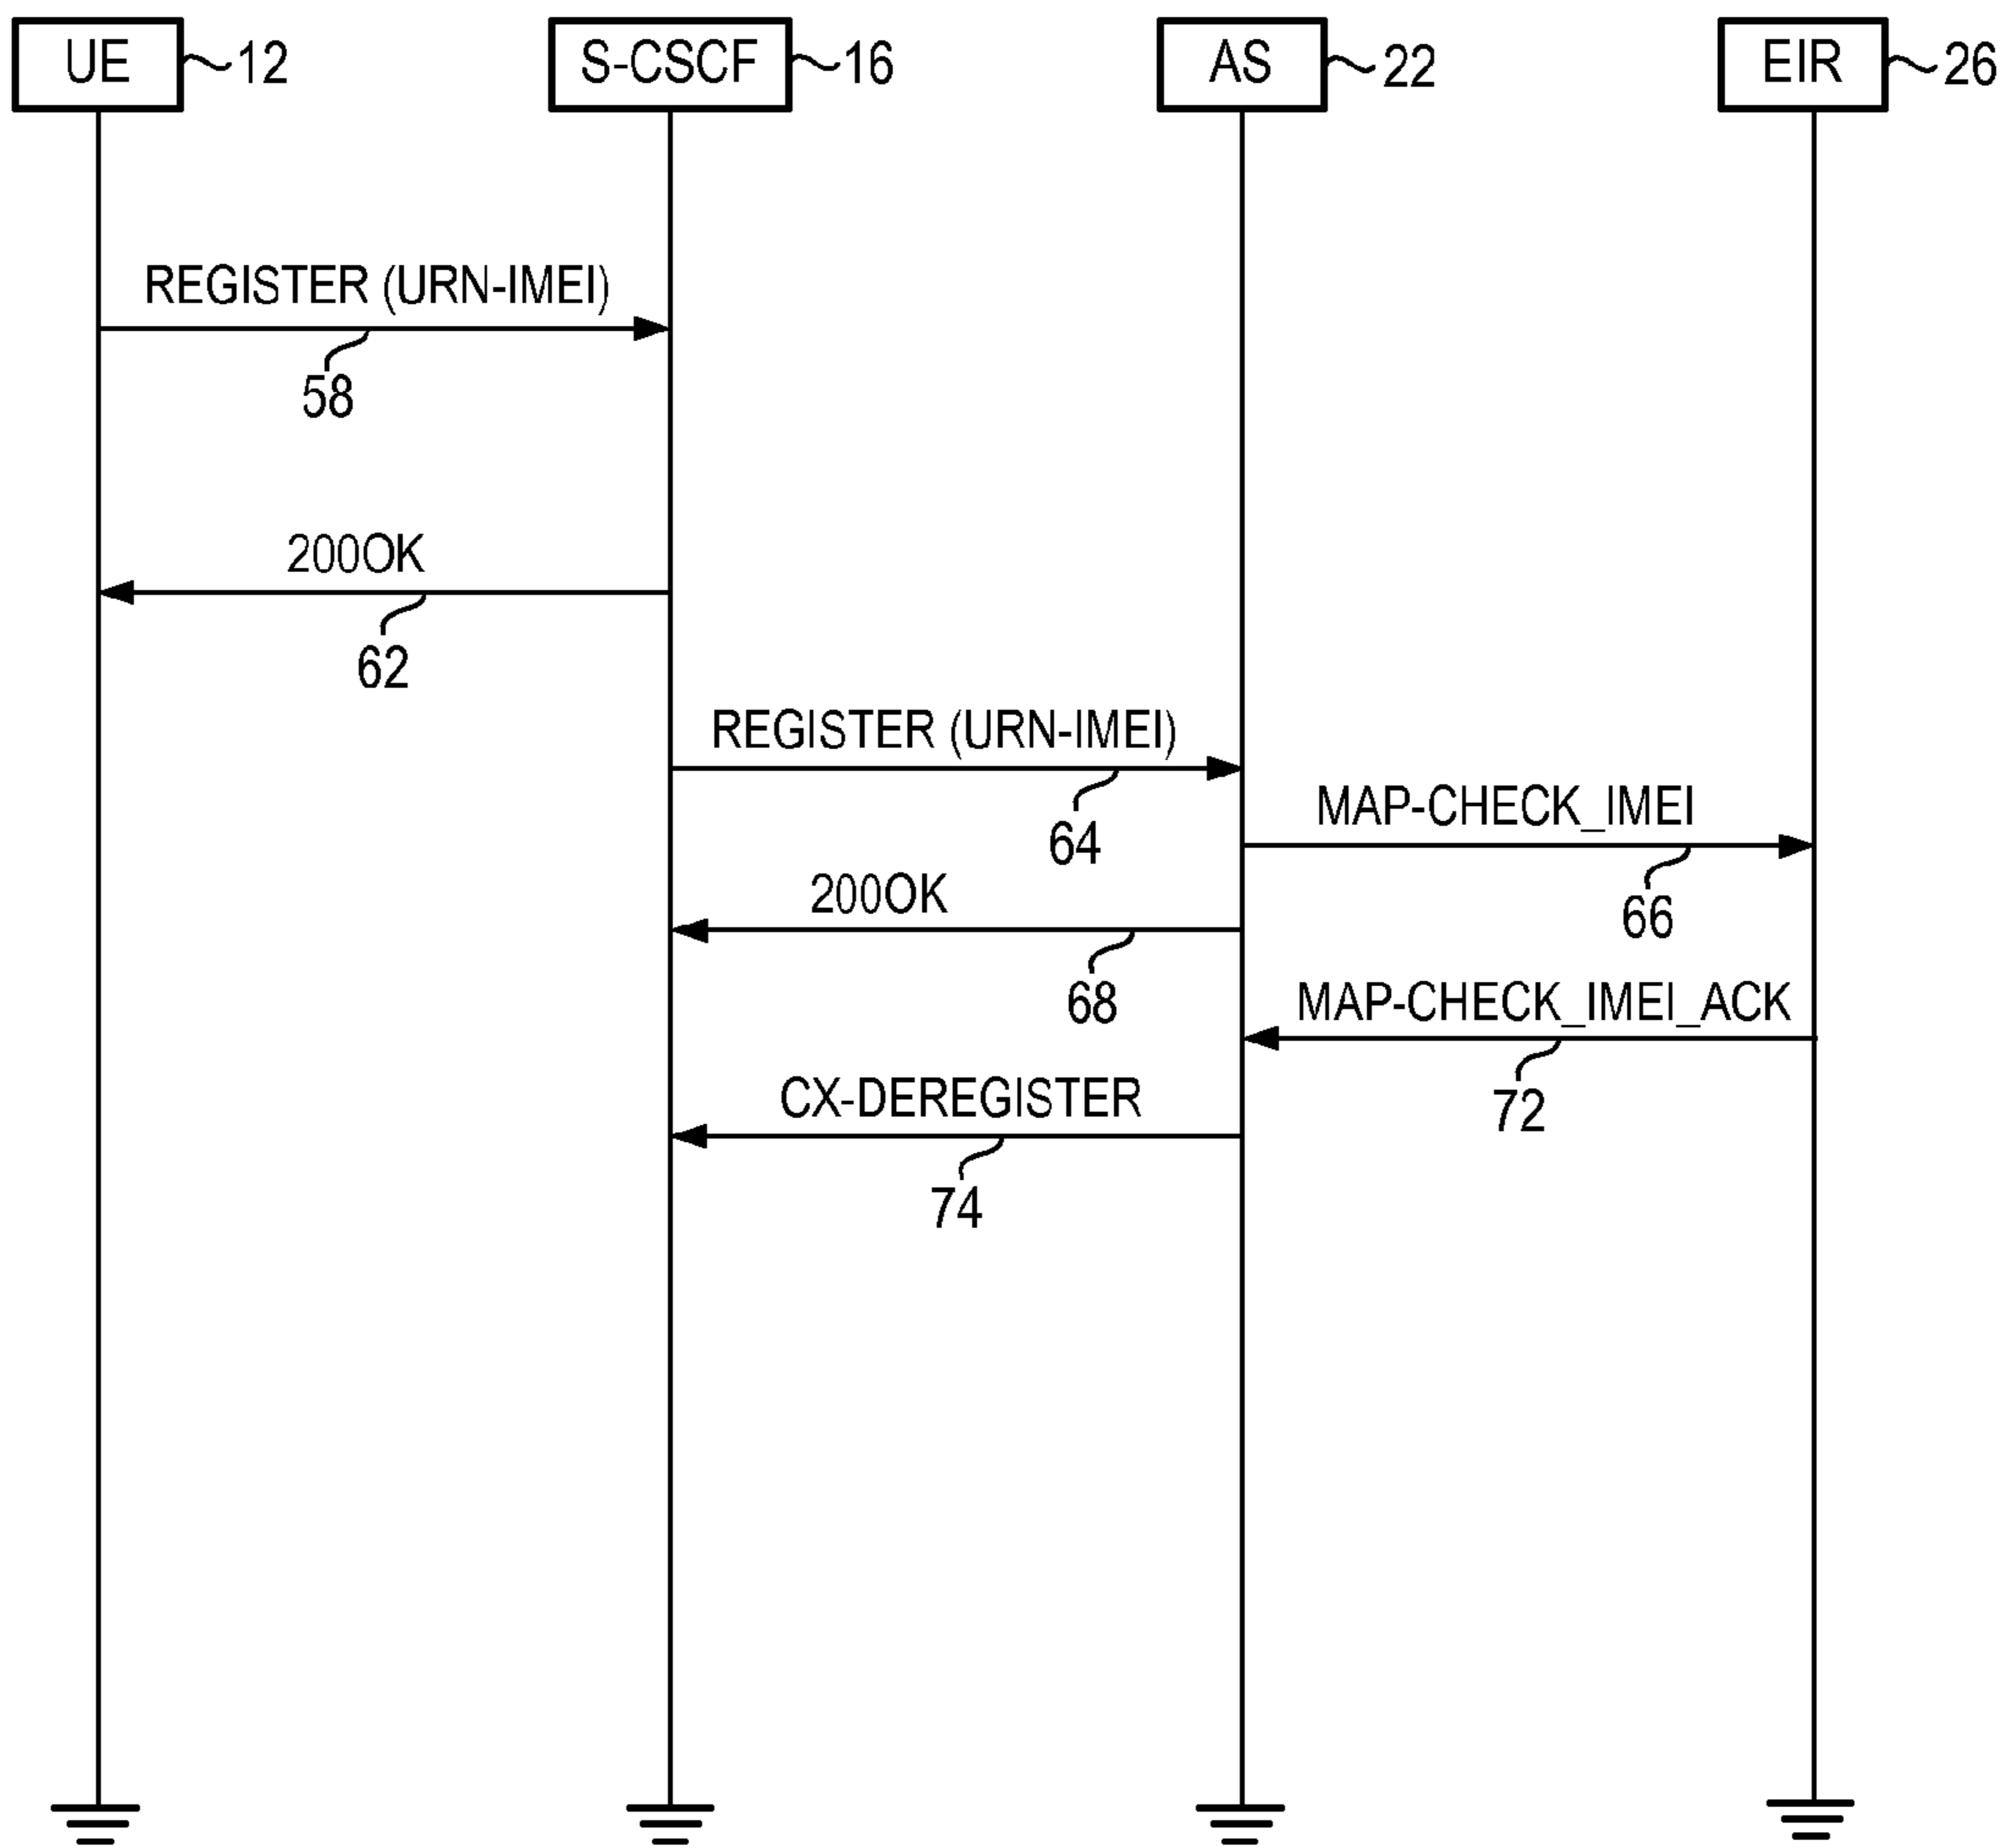 UE 12 S-CSCF 16 AS 22 EIR 26
REGISTER (URN-IMEI)
58
200OK
62
REGISTER (URN-IMEI)
64
MAP-CHECK_IMEI
66
200OK
68
MAP-CHECK_IMEI_ACK
72
CX-DEREGISTER
74